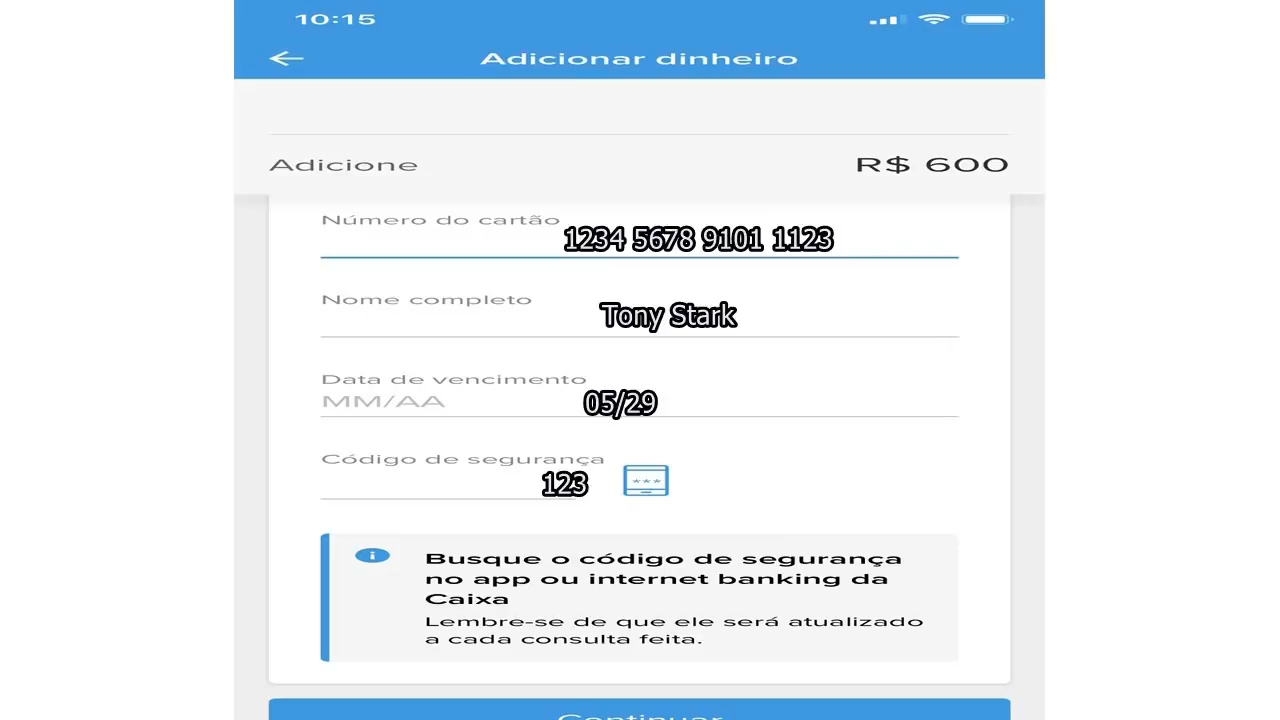 10:15
Adicionar dinheiro
Adicione R$ 600
Número do cartão
1234 5678 9101 1123
Nome completo
Tony Stark
Data de vencimento
MM/AA 05/29
Código de segurança
123
***
Busque o código de segurança
no app ou internet banking da
Caixa
Lembre-se de que ele será atualizado
a cada consulta feita.
Continuar